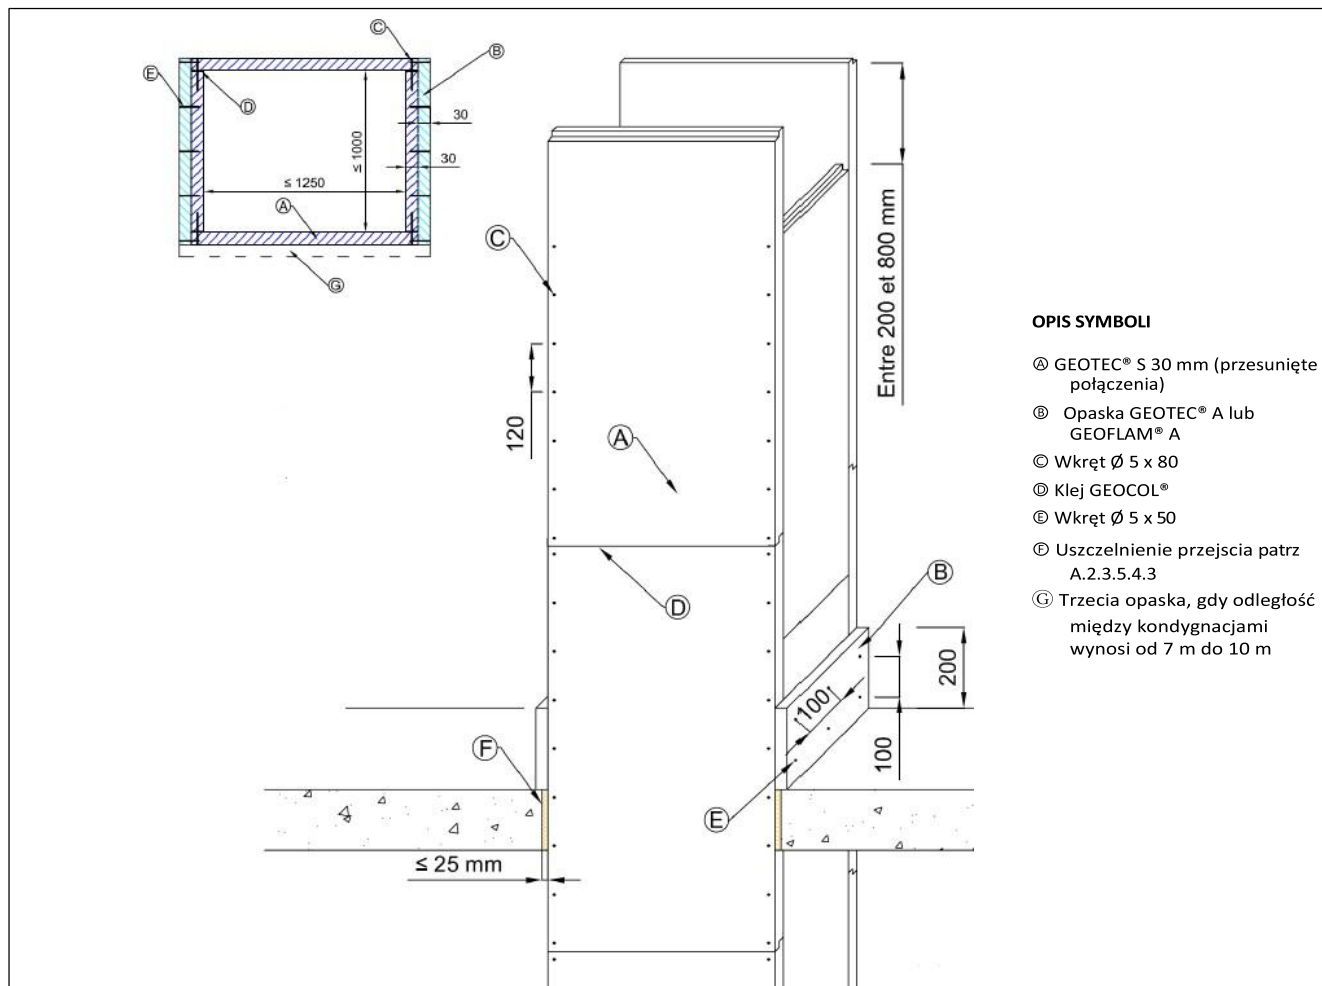 C
B
E
D
30
≤ 1000
30
≤ 1250
A
G
C
Entre 200 et 800 mm
120
A
B
D
200
100
100
F
E
≤ 25 mm
OPIS SYMBOLI
Ⓐ GEOTEC® S 30 mm (przesunięte
połączenia)
Ⓑ Opaska GEOTEC® A lub
GEOFLAM® A
Ⓒ Wkręt Ø 5 x 80
Ⓓ Klej GEOCOL®
Ⓔ Wkręt Ø 5 x 50
Ⓕ Uszczelnienie przejscia patrz
A.2.3.5.4.3
Ⓖ Trzecia opaska, gdy odległość
między kondygnacjami
wynosi od 7 m do 10 m